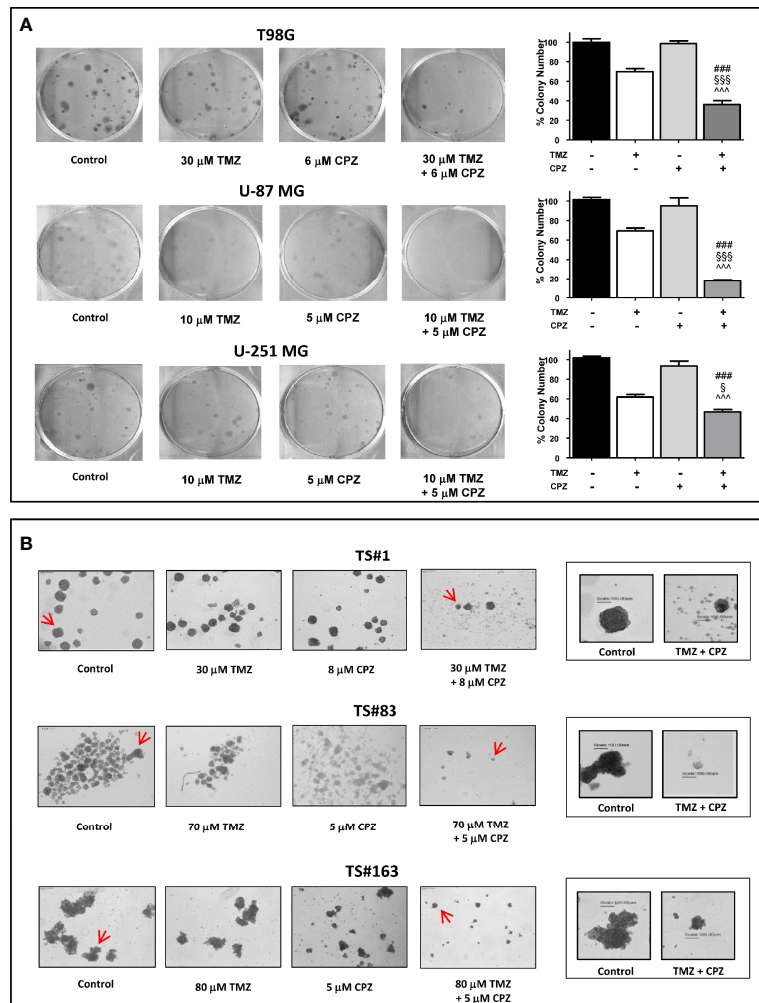 A
T98G
Control
30 µM TMZ
6 µM CPZ
30 µM TMZ
+ 6 µM CPZ
% Colony Number
100
80
60
40
20
0
###
§§§
^^^
TMZ - + - +
CPZ - - + +
U-87 MG
Control
10 µM TMZ
5 µM CPZ
10 µM TMZ
+ 5 µM CPZ
% Colony Number
100
80
60
40
20
0
###
§§§
^^^
TMZ - + - +
CPZ - - + +
U-251 MG
Control
10 µM TMZ
5 µM CPZ
10 µM TMZ
+ 5 µM CPZ
% Colony Number
100
80
60
40
20
0
###
§
^^^
TMZ - + - +
CPZ - - + +
B
TS#1
Control
30 µM TMZ
8 µM CPZ
30 µM TMZ
+ 8 µM CPZ
Control
TMZ + CPZ
TS#83
Control
70 µM TMZ
5 µM CPZ
70 µM TMZ
+ 5 µM CPZ
Control
TMZ + CPZ
TS#163
Control
80 µM TMZ
5 µM CPZ
80 µM TMZ
+ 5 µM CPZ
Control
TMZ + CPZ